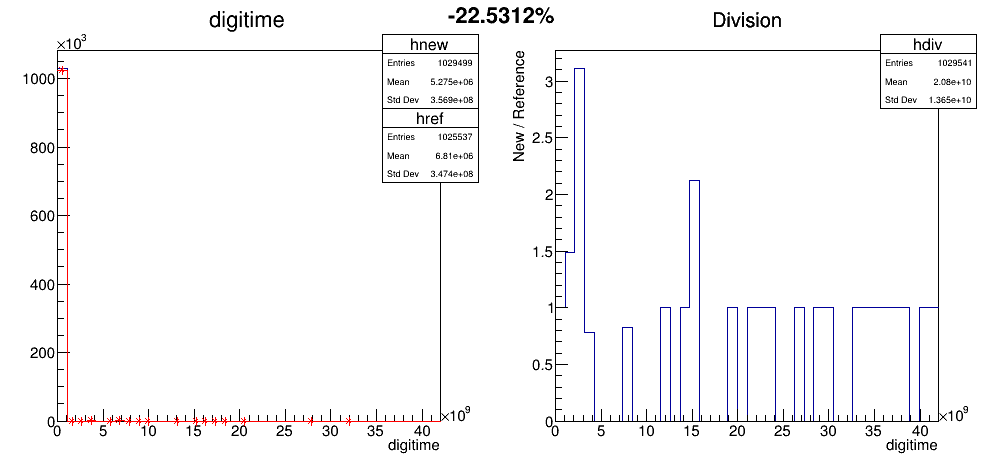 -22.5312%
digitime
×10³
hnew
Entries 1029499
Mean 5.275e+06
Std Dev 3.569e+08
href
Entries 1025537
Mean 6.81e+06
Std Dev 3.474e+08
1000
800
600
400
200
0
0 5 10 15 20 25 30 35 40 ×10⁹
digitime
Division
hdiv
Entries 1029541
Mean 2.08e+10
Std Dev 1.365e+10
New / Reference
3
2.5
2
1.5
1
0.5
0
0 5 10 15 20 25 30 35 40 ×10⁹
digitime